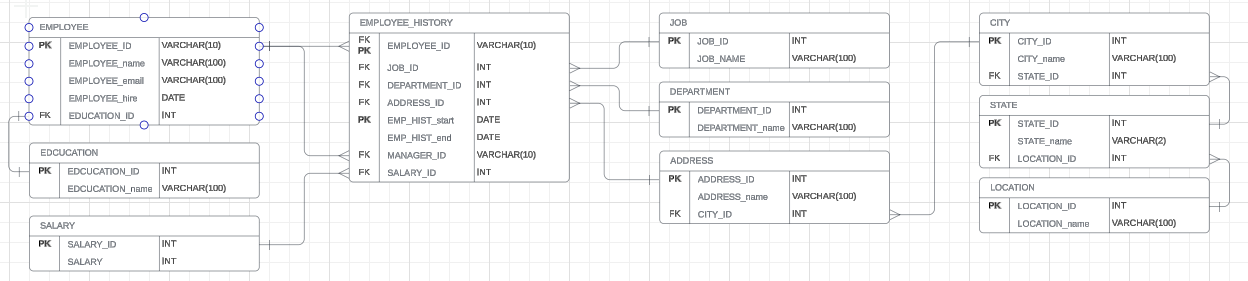 EMPLOYEE
PK EMPLOYEE_ID VARCHAR(10)
EMPLOYEE_name VARCHAR(100)
EMPLOYEE_email VARCHAR(100)
EMPLOYEE_hire DATE
FK EDUCATION_ID INT
EDCUCATION
PK EDCUCATION_ID INT
EDCUCATION_name VARCHAR(100)
SALARY
PK SALARY_ID INT
SALARY INT
EMPLOYEE_HISTORY
FK PK EMPLOYEE_ID VARCHAR(10)
FK JOB_ID INT
FK DEPARTMENT_ID INT
FK ADDRESS_ID INT
PK EMP_HIST_start DATE
EMP_HIST_end DATE
FK MANAGER_ID VARCHAR(10)
FK SALARY_ID INT
JOB
PK JOB_ID INT
JOB_NAME VARCHAR(100)
DEPARTMENT
PK DEPARTMENT_ID INT
DEPARTMENT_name VARCHAR(100)
ADDRESS
PK ADDRESS_ID INT
ADDRESS_name VARCHAR(100)
FK CITY_ID INT
CITY
PK CITY_ID INT
CITY_name VARCHAR(100)
FK STATE_ID INT
STATE
PK STATE_ID INT
STATE_name VARCHAR(2)
FK LOCATION_ID INT
LOCATION
PK LOCATION_ID INT
LOCATION_name VARCHAR(100)